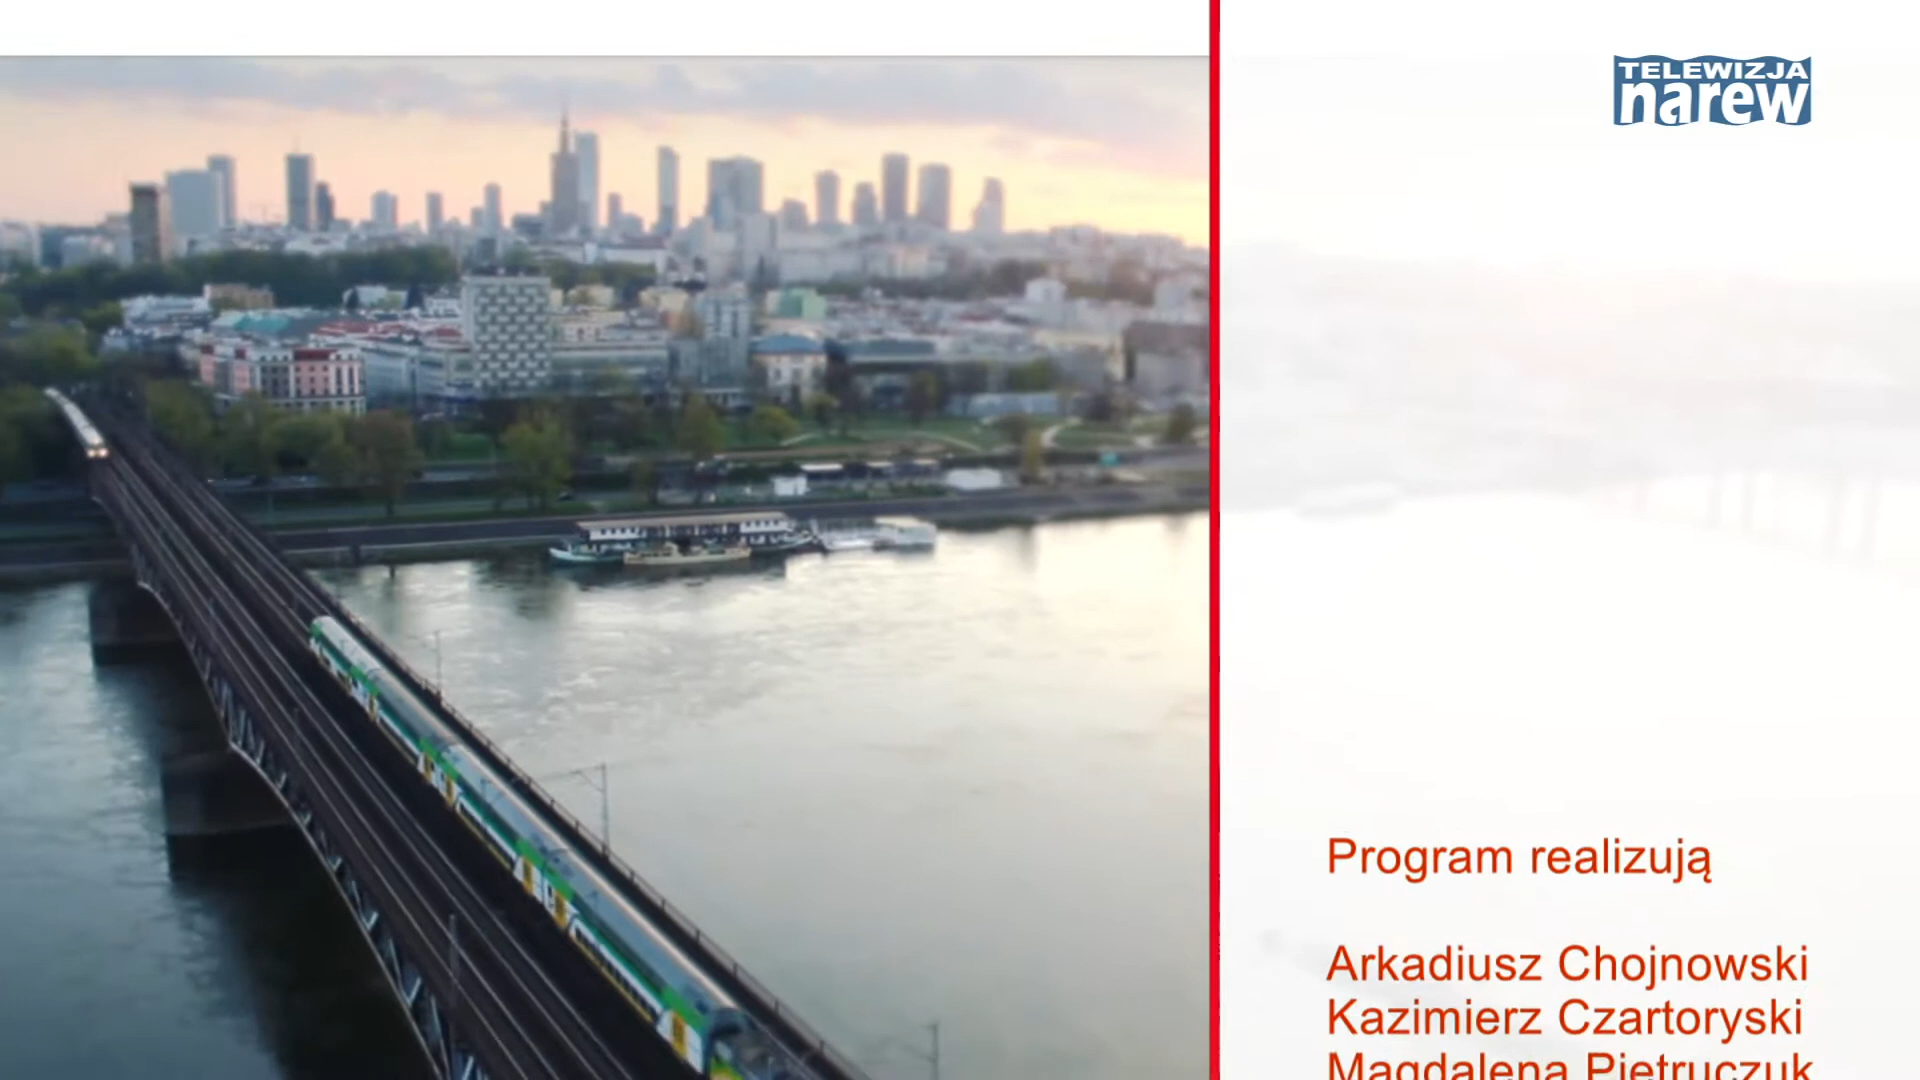 TELEWIZJA
narew
Program realizują
Arkadiusz Chojnowski
Kazimierz Czartoryski
Magdalena Pietruczuk